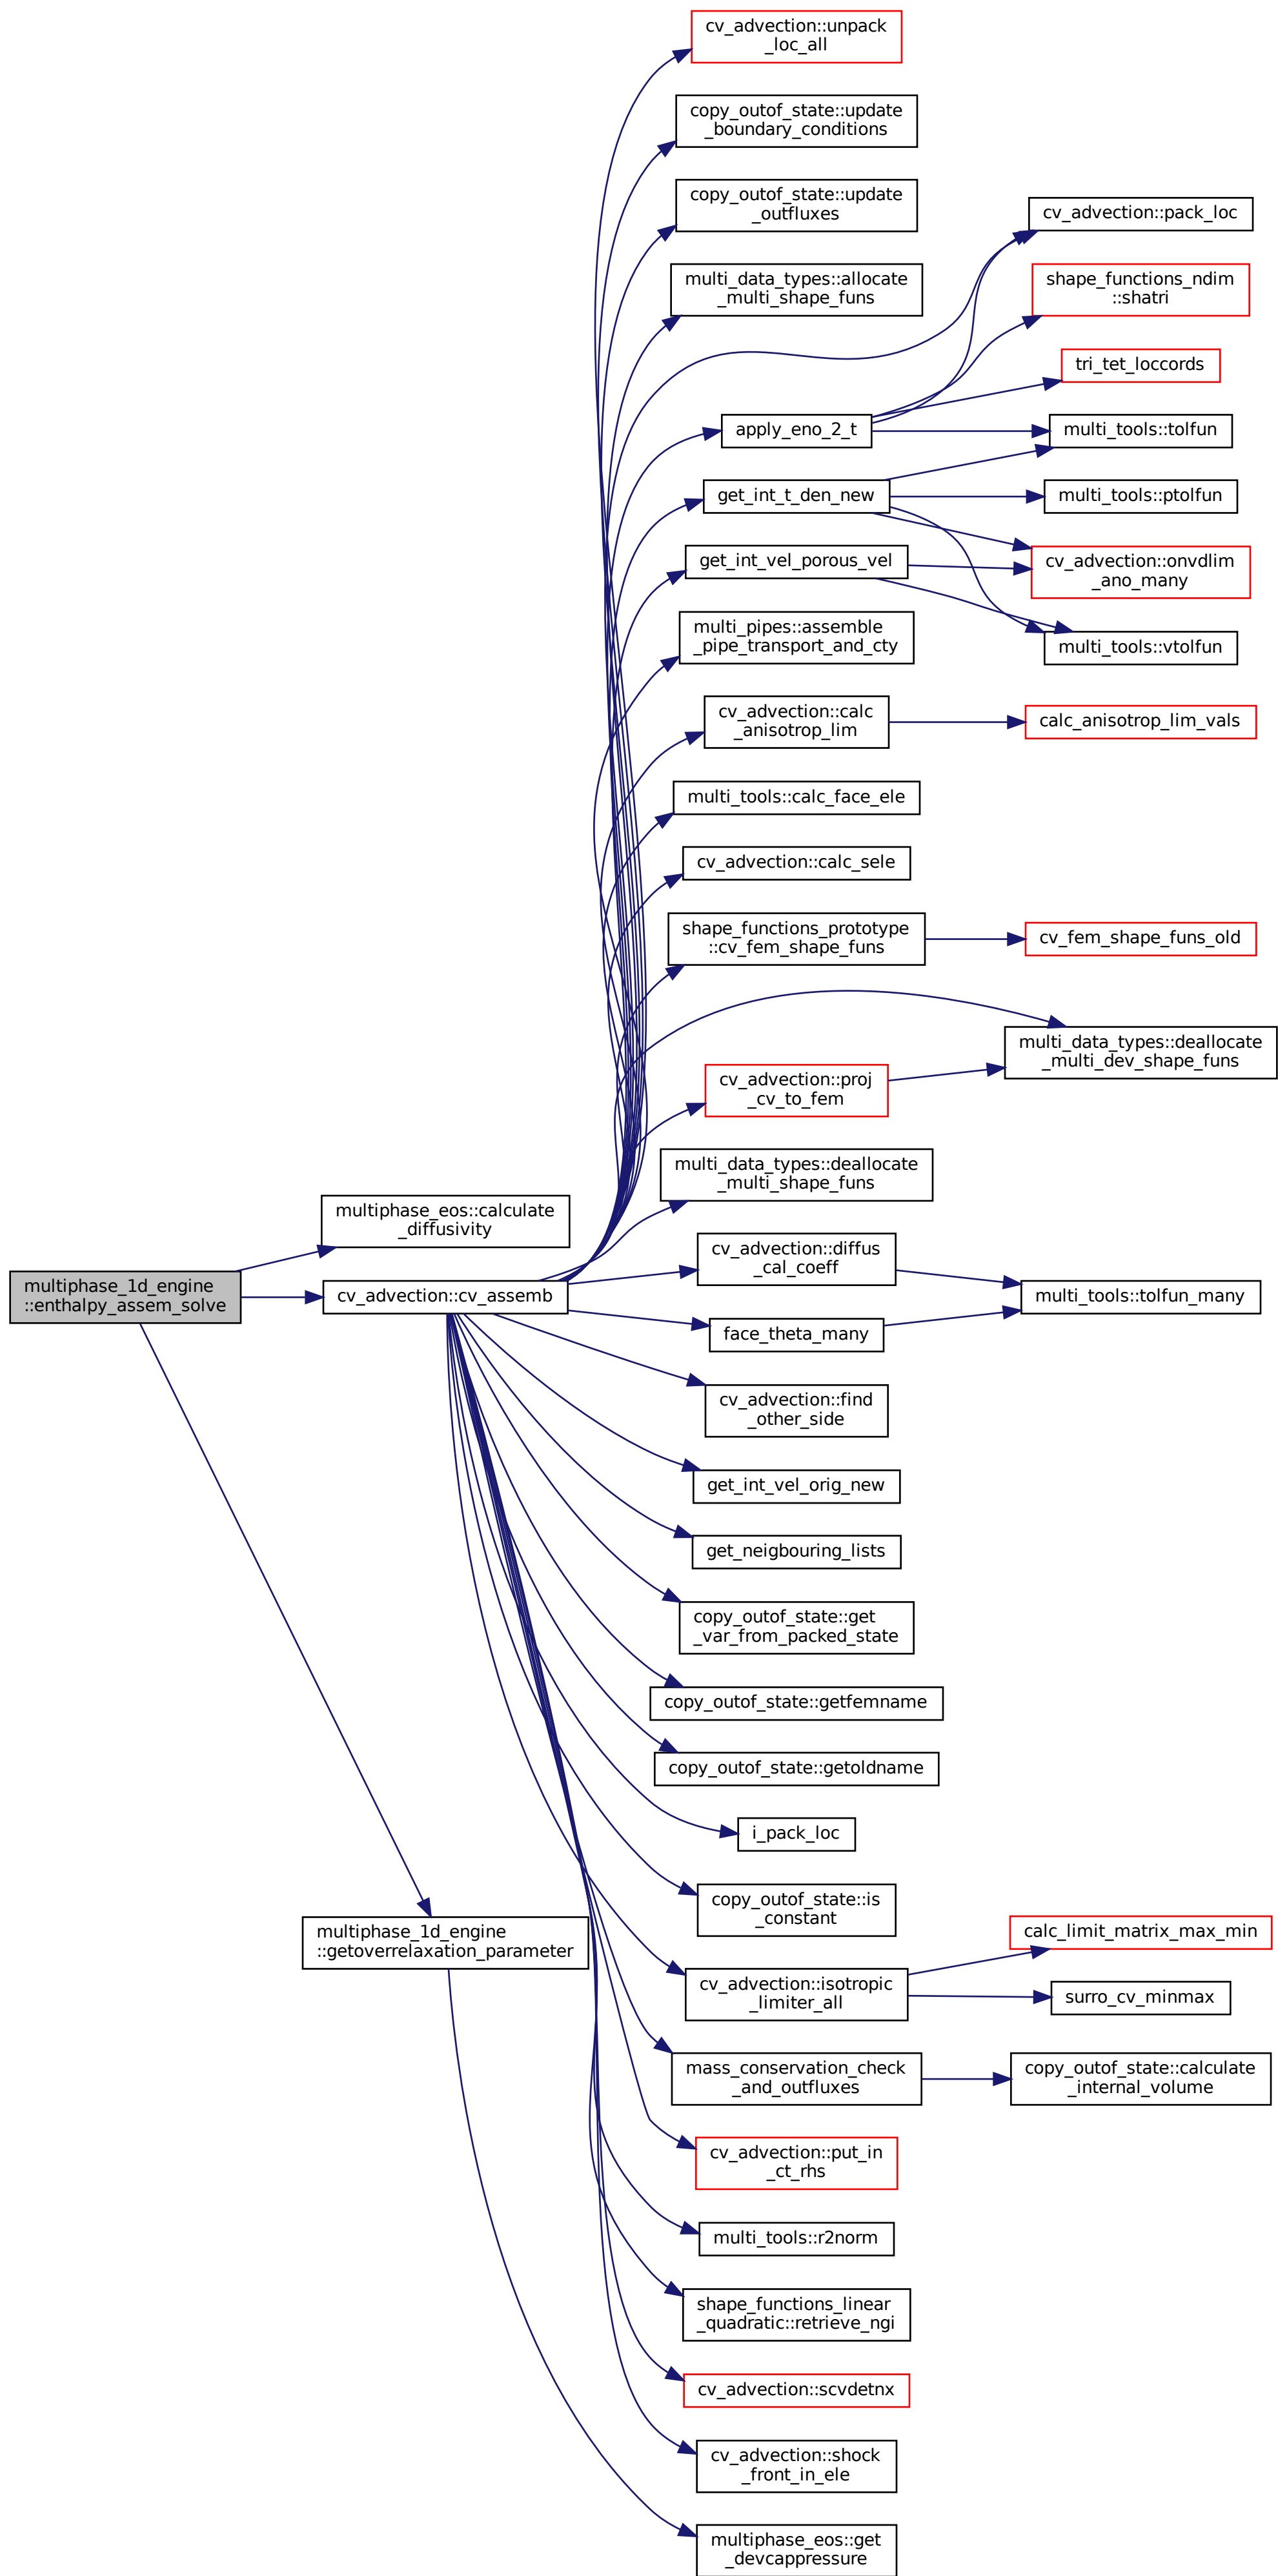 cv_advection::unpack
_loc_all
copy_outof_state::update
_boundary_conditions
copy_outof_state::update
_outfluxes
cv_advection::pack_loc
multi_data_types::allocate
_multi_shape_funs
shape_functions_ndim
::shatri
tri_tet_loccords
apply_eno_2_t
multi_tools::tolfun
get_int_t_den_new
multi_tools::ptolfun
get_int_vel_porous_vel
cv_advection::onvdlim
_ano_many
multi_pipes::assemble
_pipe_transport_and_cty
multi_tools::vtolfun
cv_advection::calc
_anisotrop_lim
calc_anisotrop_lim_vals
multi_tools::calc_face_ele
cv_advection::calc_sele
shape_functions_prototype
::cv_fem_shape_funs
cv_fem_shape_funs_old
multi_data_types::deallocate
_multi_dev_shape_funs
cv_advection::proj
_cv_to_fem
multi_data_types::deallocate
_multi_shape_funs
multiphase_eos::calculate
_diffusivity
cv_advection::diffus
_cal_coeff
multiphase_1d_engine
::enthalpy_assem_solve
cv_advection::cv_assemb
multi_tools::tolfun_many
face_theta_many
cv_advection::find
_other_side
get_int_vel_orig_new
get_neigbouring_lists
copy_outof_state::get
_var_from_packed_state
copy_outof_state::getfemname
copy_outof_state::getoldname
i_pack_loc
copy_outof_state::is
_constant
multiphase_1d_engine
::getoverrelaxation_parameter
calc_limit_matrix_max_min
cv_advection::isotropic
_limiter_all
surro_cv_minmax
mass_conservation_check
_and_outfluxes
copy_outof_state::calculate
_internal_volume
cv_advection::put_in
_ct_rhs
multi_tools::r2norm
shape_functions_linear
_quadratic::retrieve_ngi
cv_advection::scvdetnx
cv_advection::shock
_front_in_ele
multiphase_eos::get
_devcappressure